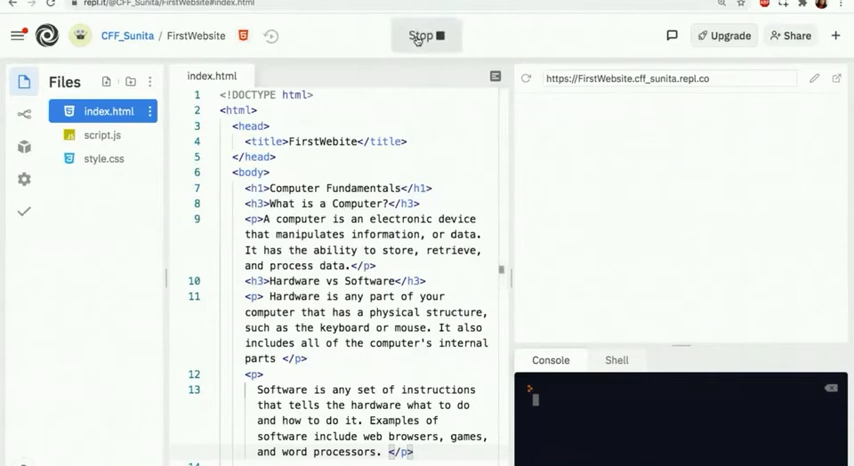 repl.it/@CFF_Sunita/FirstWebsite#index.html
CFF_Sunita / FirstWebsite
Stop
Upgrade
Share
Files
index.html
script.js
style.css
index.html
1 <!DOCTYPE html>
2 <html>
3 <head>
4 <title>FirstWebite</title>
5 </head>
6 <body>
7 <h1>Computer Fundamentals</h1>
8 <h3>What is a Computer?</h3>
9 <p>A computer is an electronic device
that manipulates information, or data.
It has the ability to store, retrieve,
and process data.</p>
10 <h3>Hardware vs Software</h3>
11 <p> Hardware is any part of your
computer that has a physical structure,
such as the keyboard or mouse. It also
includes all of the computer's internal
parts </p>
12 <p>
13 Software is any set of instructions
that tells the hardware what to do
and how to do it. Examples of
software include web browsers, games,
and word processors. </p>
https://FirstWebsite.cff_sunita.repl.co
Console
Shell